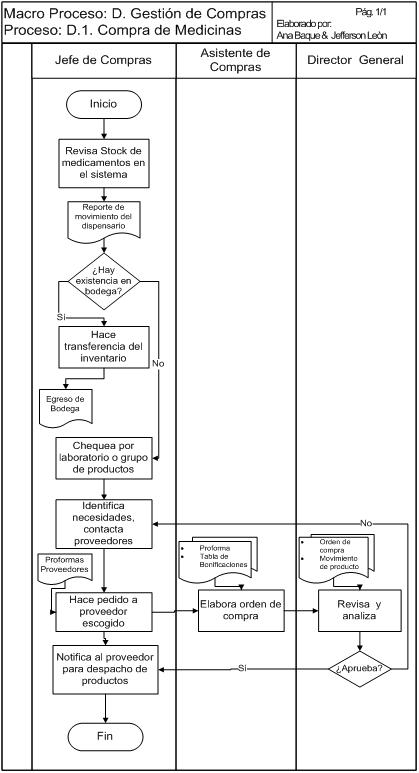 Macro Proceso: D. Gestión de Compras
Proceso: D.1. Compra de Medicinas
Pág. 1/1
Elaborado por:
Ana Baque & Jefferson León
Jefe de Compras
Asistente de
Compras
Director General
Inicio
Revisa Stock de
medicamentos en
el sistema
Reporte de
movimiento del
dispensario
¿Hay
existencia en
bodega?
Sí
No
Hace
transferencia del
inventario
Egreso de
Bodega
Chequea por
laboratorio o grupo
de productos
Identifica
necesidades,
contacta
proveedores
No
Proformas
Proveedores
• Proforma
• Tabla de
Bonificaciones
• Orden de
compra
• Movimiento
de producto
Hace pedido a
proveedor
escogido
Elabora orden de
compra
Revisa y
analiza
Notifica al proveedor
para despacho de
productos
Sí
¿Aprueba?
Fin